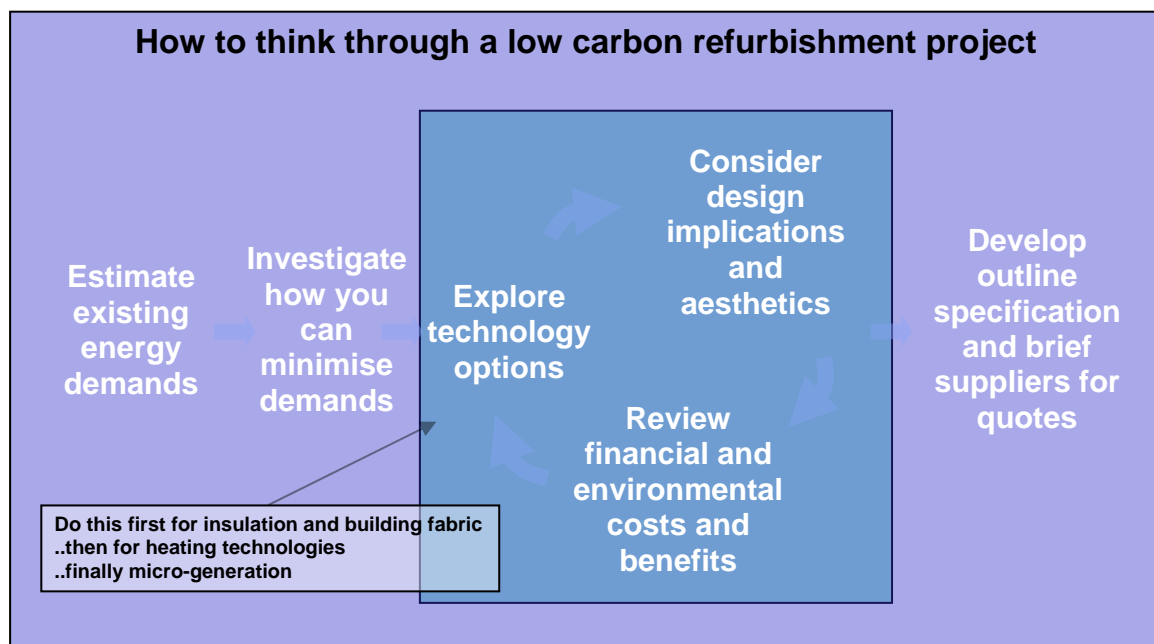 How to think through a low carbon refurbishment project
Estimate
existing
energy
demands
Investigate
how you
can
minimise
demands
Explore
technology
options
Consider
design
implications
and
aesthetics
Review
financial and
environmental
costs and
benefits
Develop
outline
specification
and brief
suppliers for
quotes
Do this first for insulation and building fabric
..then for heating technologies
..finally micro-generation